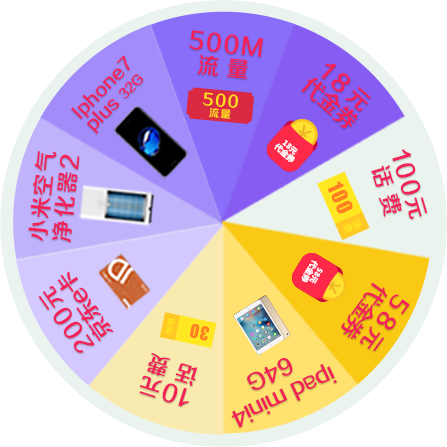 500M
流量
500
流量
18元
代金券
18元
代金券
100元
话费
100
58元
代金券
58元
代金券
ipad mini4
64G
10元
话费
30
200元
京东e卡
小米空气
净化器2
Iphone7
plus 32G